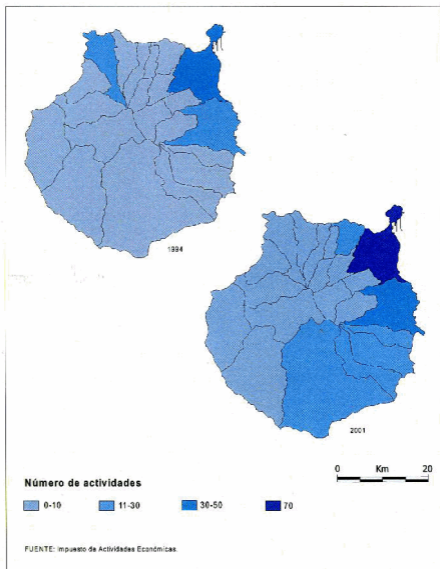 1994
2001
0 Km 20
Número de actividades
0-10 11-30 30-50 70
FUENTE: Impuesto de Actividades Económicas.